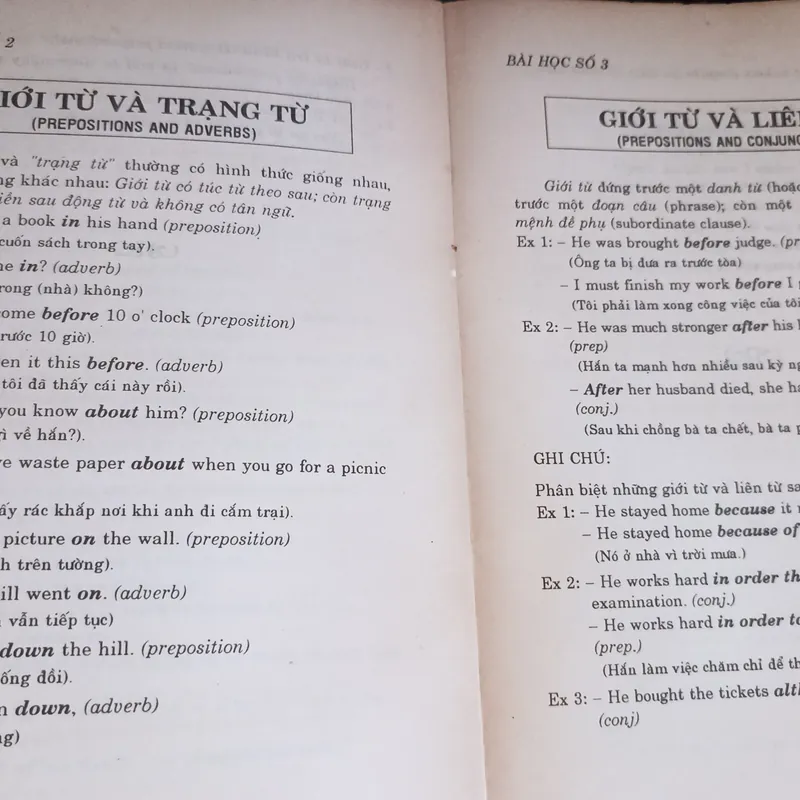 2
IỚI TỪ VÀ TRẠNG TỪ
(PREPOSITIONS AND ADVERBS)
và "trạng từ" thường có hình thức giống nhau,
ng khác nhau: Giới từ có túc từ theo sau; còn trạng
iền sau động từ và không có tân ngữ.
a book in his hand (preposition)
cuốn sách trong tay).
ne in? (adverb)
rong (nhà) không?)
come before 10 o' clock (preposition)
rước 10 giờ).
en it this before. (adverb)
tôi đã thấy cái này rồi).
you know about him? (preposition)
ì về hắn?).
ve waste paper about when you go for a picnic
ấy rác khắp nơi khi anh đi cắm trại).
picture on the wall. (preposition)
h trên tường).
ill went on. (adverb)
vẫn tiếp tục)
down the hill. (preposition)
ống đồi).
n down, (adverb)
ng)
BÀI HỌC SỐ 3
GIỚI TỪ VÀ LIÊ
(PREPOSITIONS AND CONJUNC
Giới từ đứng trước một danh từ (hoặc
trước một đoạn câu (phrase); còn một
mệnh đề phụ (subordinate clause).
Ex 1: – He was brought before judge. (pr
(Ông ta bị đưa ra trước tòa)
– I must finish my work before I g
(Tôi phải làm xong công việc của tôi
Ex 2: – He was much stronger after his h
(prep)
(Hắn ta mạnh hơn nhiều sau kỳ ng
– After her husband died, she ha
(conj.)
(Sau khi chồng bà ta chết, bà ta p
GHI CHÚ:
Phân biệt những giới từ và liên từ sa
Ex 1: – He stayed home because it r
– He stayed home because of
(Nó ở nhà vì trời mưa.)
Ex 2: – He works hard in order th
examination. (conj.)
– He works hard in order to
(prep.)
(Hắn làm việc chăm chỉ để th
Ex 3: – He bought the tickets alth
(conj)